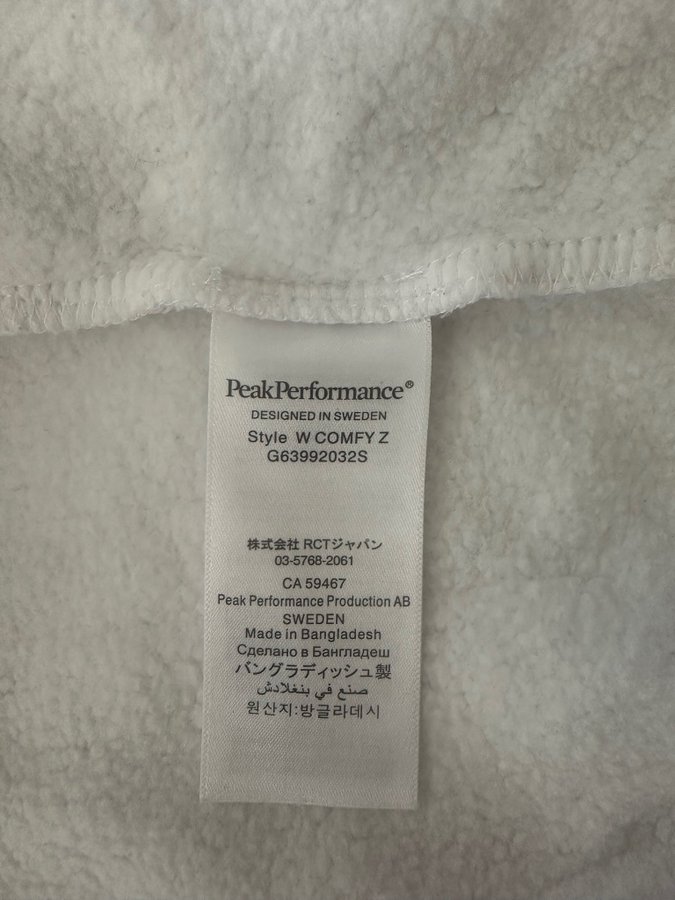 PeakPerformance®
DESIGNED IN SWEDEN
Style W COMFY Z
G63992032S
株式会社 RCTジャパン
03-5768-2061
CA 59467
Peak Performance Production AB
SWEDEN
Made in Bangladesh
Сделано в Бангладеш
バングラディッシュ製
صنع في بنغلادش
원산지:방글라데시